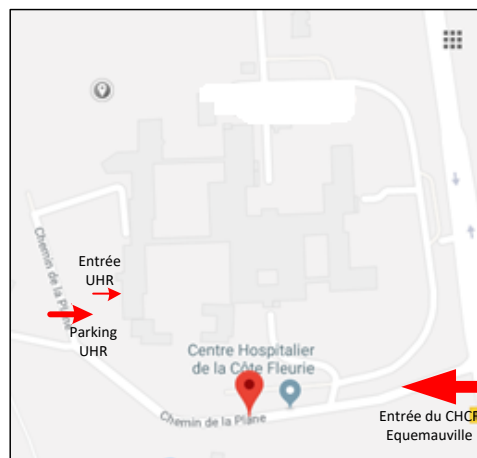 Entrée
UHR
Chemin de la Plane
Parking
UHR
Centre Hospitalier
de la Côte Fleurie
Chemin de la Plane
Entrée du CHCF
Equemauville